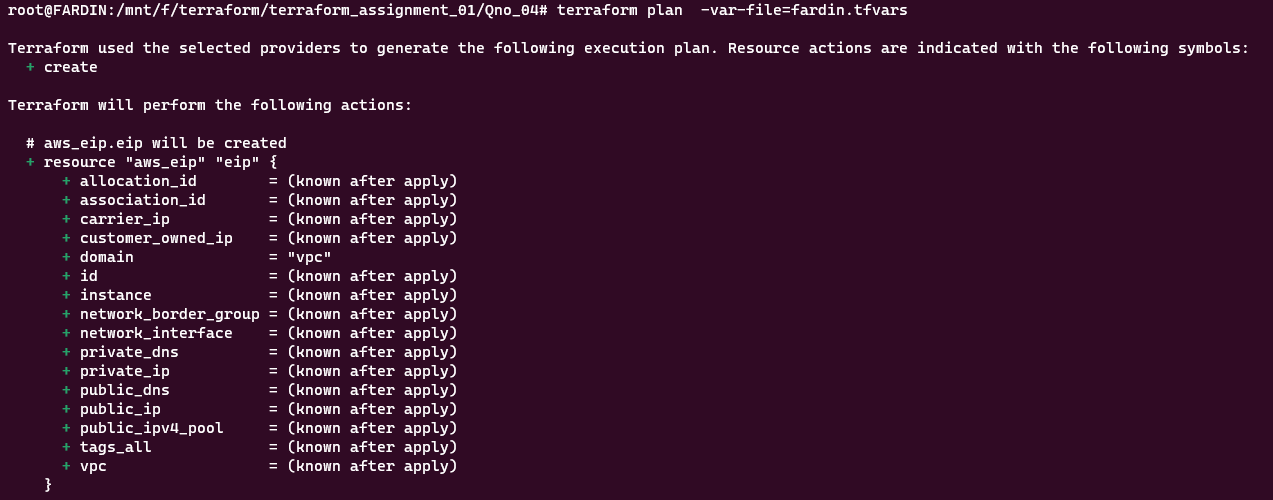 root@FARDIN:/mnt/f/terraform/terraform_assignment_01/Qno_04# terraform plan  -var-file=fardin.tfvars

Terraform used the selected providers to generate the following execution plan. Resource actions are indicated with the following symbols:
  + create

Terraform will perform the following actions:

  # aws_eip.eip will be created
  + resource "aws_eip" "eip" {
      + allocation_id        = (known after apply)
      + association_id       = (known after apply)
      + carrier_ip           = (known after apply)
      + customer_owned_ip    = (known after apply)
      + domain               = "vpc"
      + id                   = (known after apply)
      + instance             = (known after apply)
      + network_border_group = (known after apply)
      + network_interface    = (known after apply)
      + private_dns          = (known after apply)
      + private_ip           = (known after apply)
      + public_dns           = (known after apply)
      + public_ip            = (known after apply)
      + public_ipv4_pool     = (known after apply)
      + tags_all             = (known after apply)
      + vpc                  = (known after apply)
    }